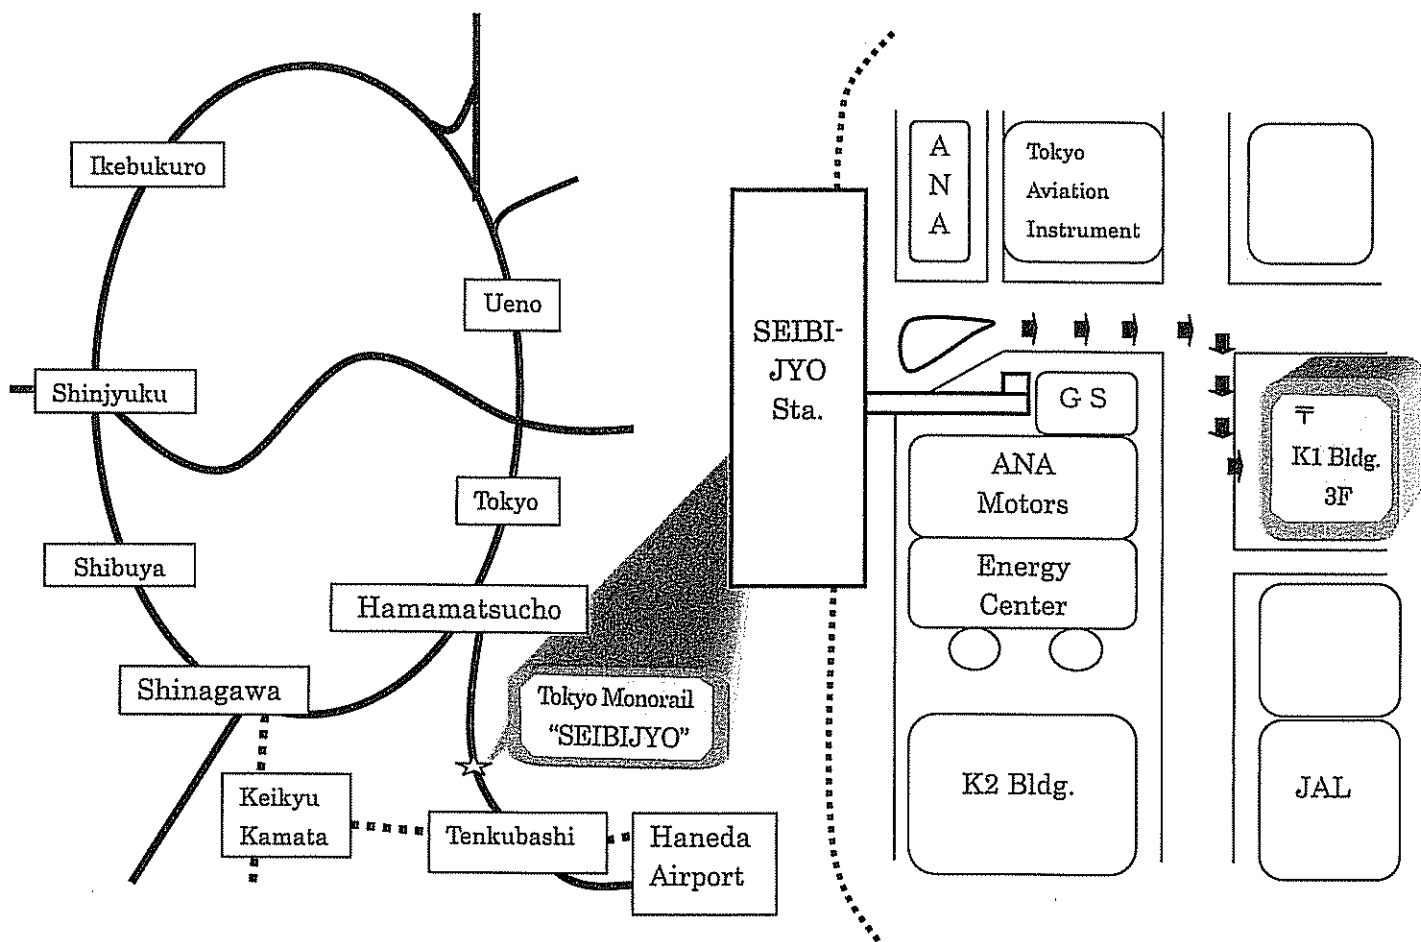 Ikebukuro
Ueno
Shinjyuku
Tokyo
Shibuya
Hamamatsucho
Shinagawa
Tokyo Monorail
“SEIBIJYO”
Keikyu
Kamata
Tenkubashi
Haneda
Airport
SEIBI-
JYO
Sta.
A
N
A
Tokyo
Aviation
Instrument
G S
ANA
Motors
Energy
Center
K2 Bldg.
〒
K1 Bldg.
3F
JAL